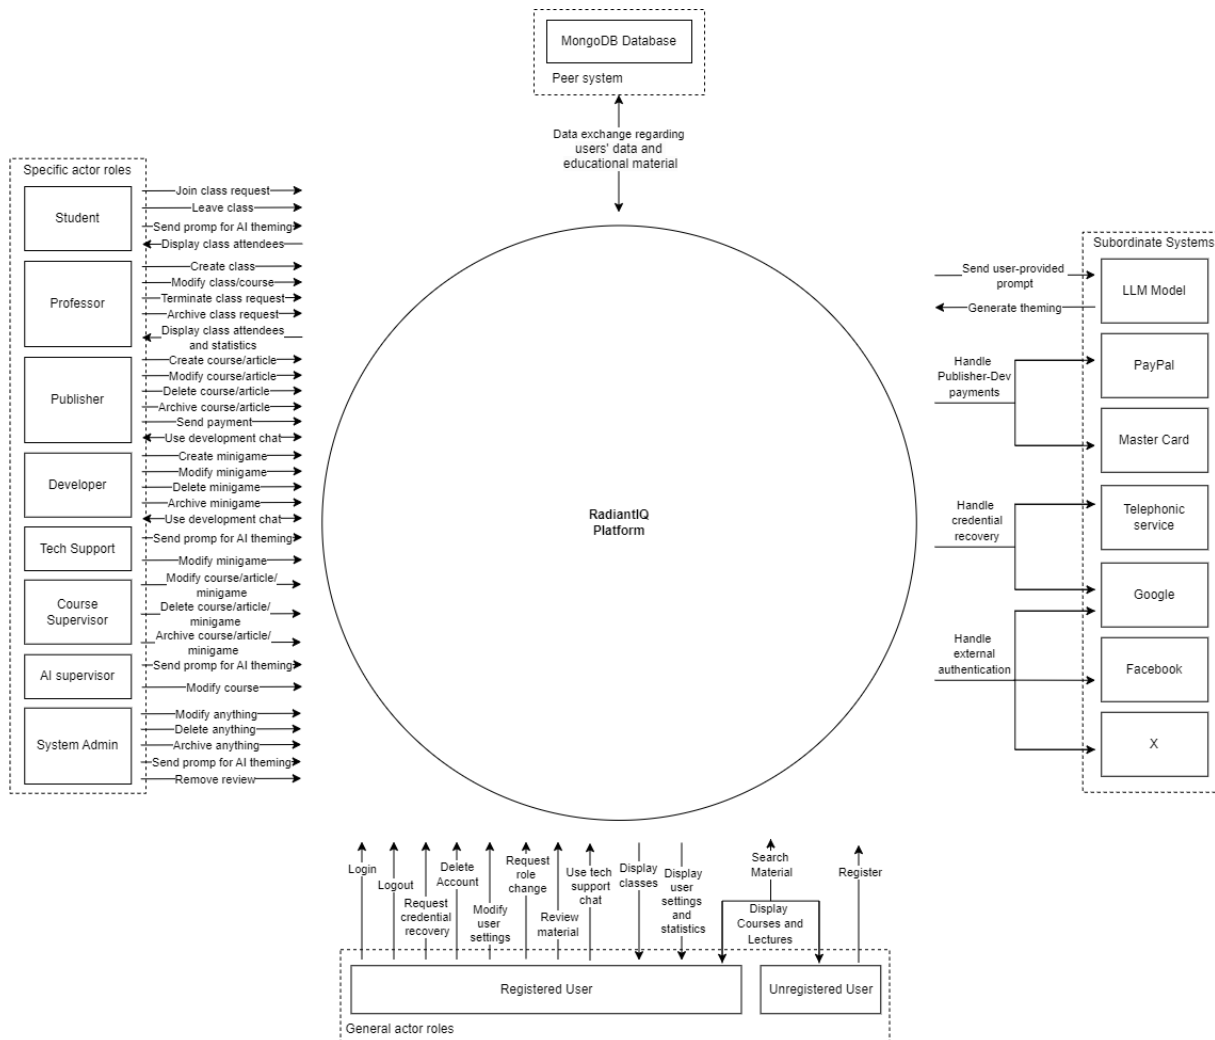 MongoDB Database
Peer system
Data exchange regarding
users' data and
educational material
Specific actor roles
Student
Join class request
Leave class
Send promp for AI theming
Display class attendees
Professor
Create class
Modify class/course
Terminate class request
Archive class request
Display class attendees
and statistics
Publisher
Create course/article
Modify course/article
Delete course/article
Archive course/article
Send payment
Use development chat
Developer
Create minigame
Modify minigame
Delete minigame
Archive minigame
Use development chat
Tech Support
Send promp for AI theming
Modify minigame
Course
Supervisor
Modify course/article/
minigame
Delete course/article/
minigame
Archive course/article/
minigame
AI supervisor
Send promp for AI theming
Modify course
System Admin
Modify anything
Delete anything
Archive anything
Send promp for AI theming
Remove review
RadiantIQ
Platform
Subordinate Systems
Send user-provided
prompt
Generate theming
LLM Model
Handle
Publisher-Dev
payments
PayPal
Master Card
Handle
credential
recovery
Telephonic
service
Google
Handle
external
authentication
Facebook
X
Login
Logout
Request
credential
recovery
Delete
Account
Modify
user
settings
Request
role
change
Review
material
Use tech
support
chat
Display
classes
Display
user
settings
and
statistics
Search
Material
Display
Courses and
Lectures
Register
Registered User
Unregistered User
General actor roles